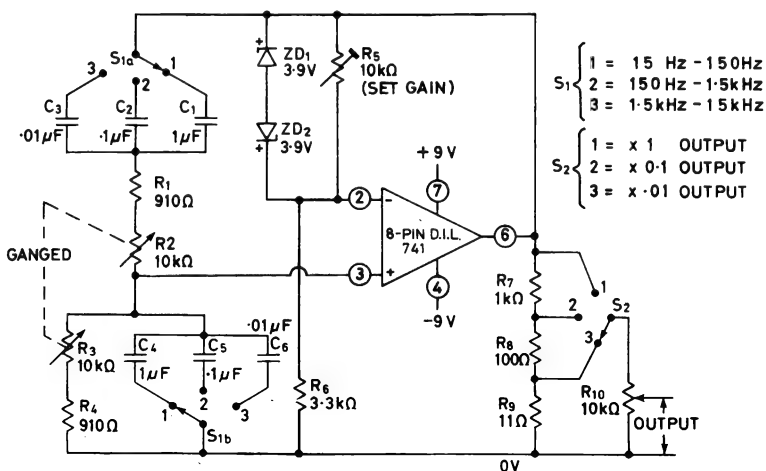 S1a
1
2
3
C3
.01µF
C2
.1µF
C1
1µF
R1
910Ω
R2
10kΩ
GANGED
R3
10kΩ
R4
910Ω
C4
1µF
C5
.1µF
.01µF
C6
1
2
3
S1b
ZD1
3·9V
ZD2
3·9V
R5
10kΩ
(SET GAIN)
R6
3·3kΩ
+9V
7
2
-
8-PIN D.I.L.
741
6
3
+
4
-9V
R7
1kΩ
R8
100Ω
R9
11Ω
1
2
3
S2
R10
10kΩ
OUTPUT
0V
S1
1 = 15 Hz - 150Hz
2 = 150 Hz - 1·5kHz
3 = 1·5kHz - 15kHz
S2
1 = x 1 OUTPUT
2 = x 0·1 OUTPUT
3 = x ·01 OUTPUT